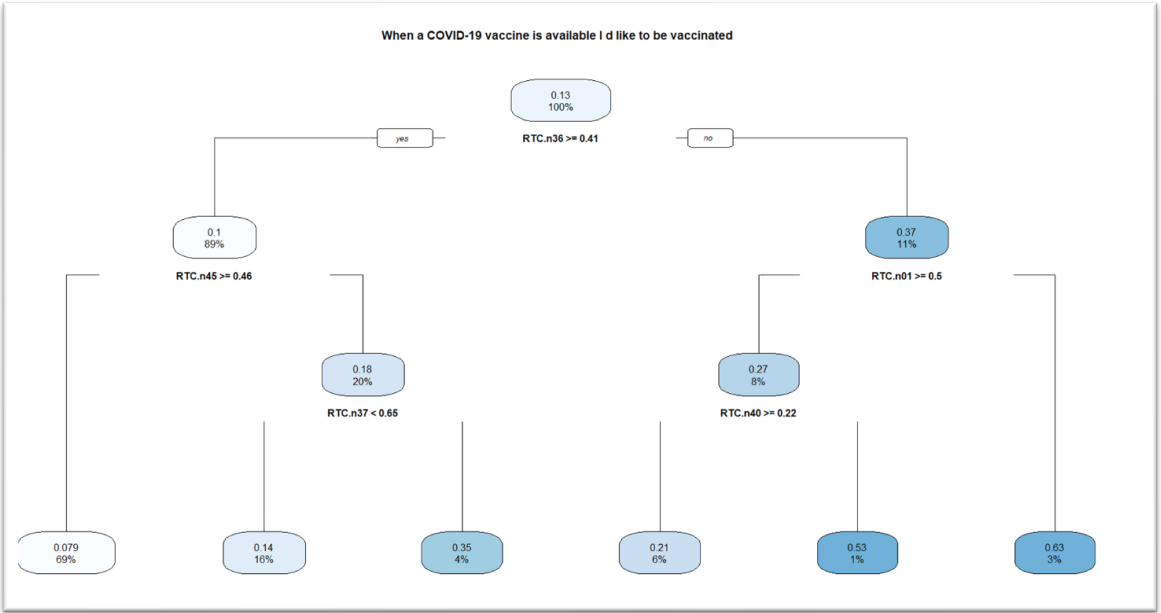 When a COVID-19 vaccine is available I d like to be vaccinated
0.13
100%
yes
RTC.n36 >= 0.41
no
0.1
89%
0.37
11%
RTC.n45 >= 0.46
RTC.n01 >= 0.5
0.18
20%
0.27
8%
RTC.n37 < 0.65
RTC.n40 >= 0.22
0.079
69%
0.14
16%
0.35
4%
0.21
6%
0.53
1%
0.63
3%